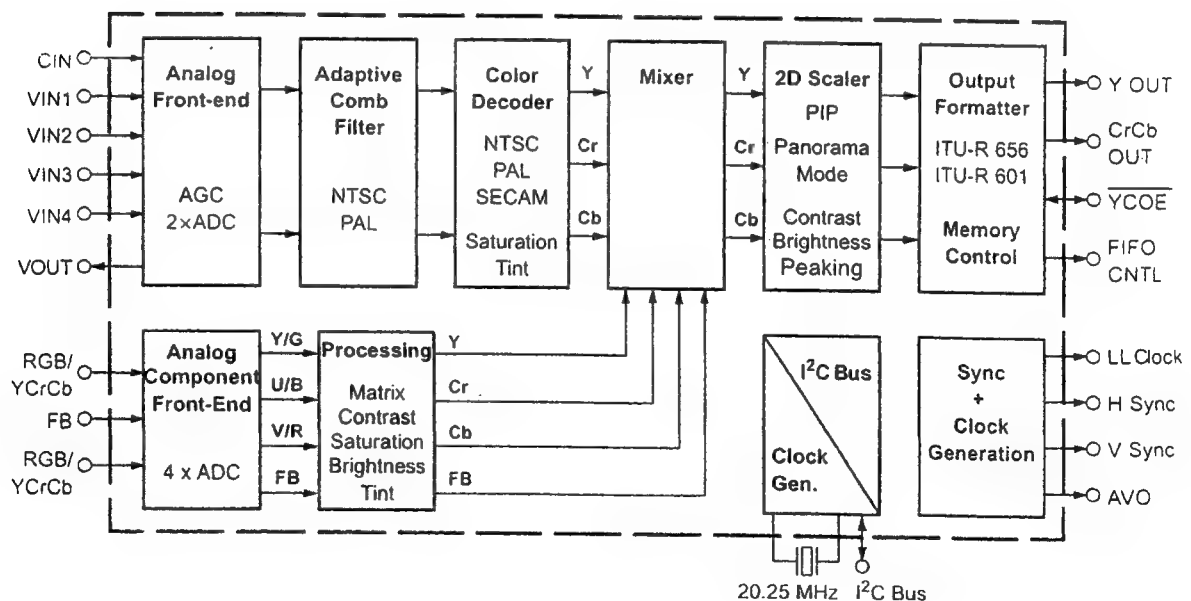 CIN
VIN1
VIN2
VIN3
VIN4
VOUT
Analog
Front-end
AGC
2×ADC
Adaptive
Comb
Filter
NTSC
PAL
Color
Decoder
NTSC
PAL
SECAM
Saturation
Tint
Y
Cr
Cb
Mixer
Y
Cr
Cb
2D Scaler
PIP
Panorama
Mode
Contrast
Brightness
Peaking
Output
Formatter
ITU-R 656
ITU-R 601
Memory
Control
Y OUT
CrCb
OUT
YCOE
FIFO
CNTL
RGB/
YCrCb
FB
RGB/
YCrCb
Analog
Component
Front-End
4 x ADC
Y/G
U/B
V/R
FB
Processing
Matrix
Contrast
Saturation
Brightness
Tint
Y
Cr
Cb
FB
I²C Bus
Clock
Gen.
20.25 MHz
I²C Bus
Sync
+
Clock
Generation
LL Clock
H Sync
V Sync
AVO